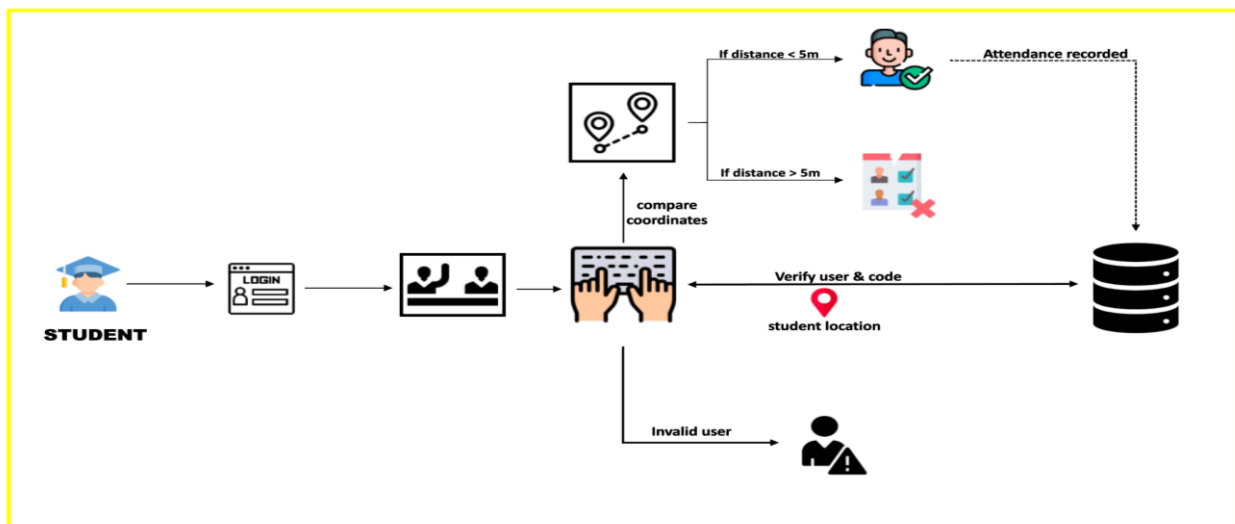 If distance < 5m
Attendance recorded
If distance > 5m
compare
coordinates
LOGIN
Verify user & code
student location
STUDENT
Invalid user